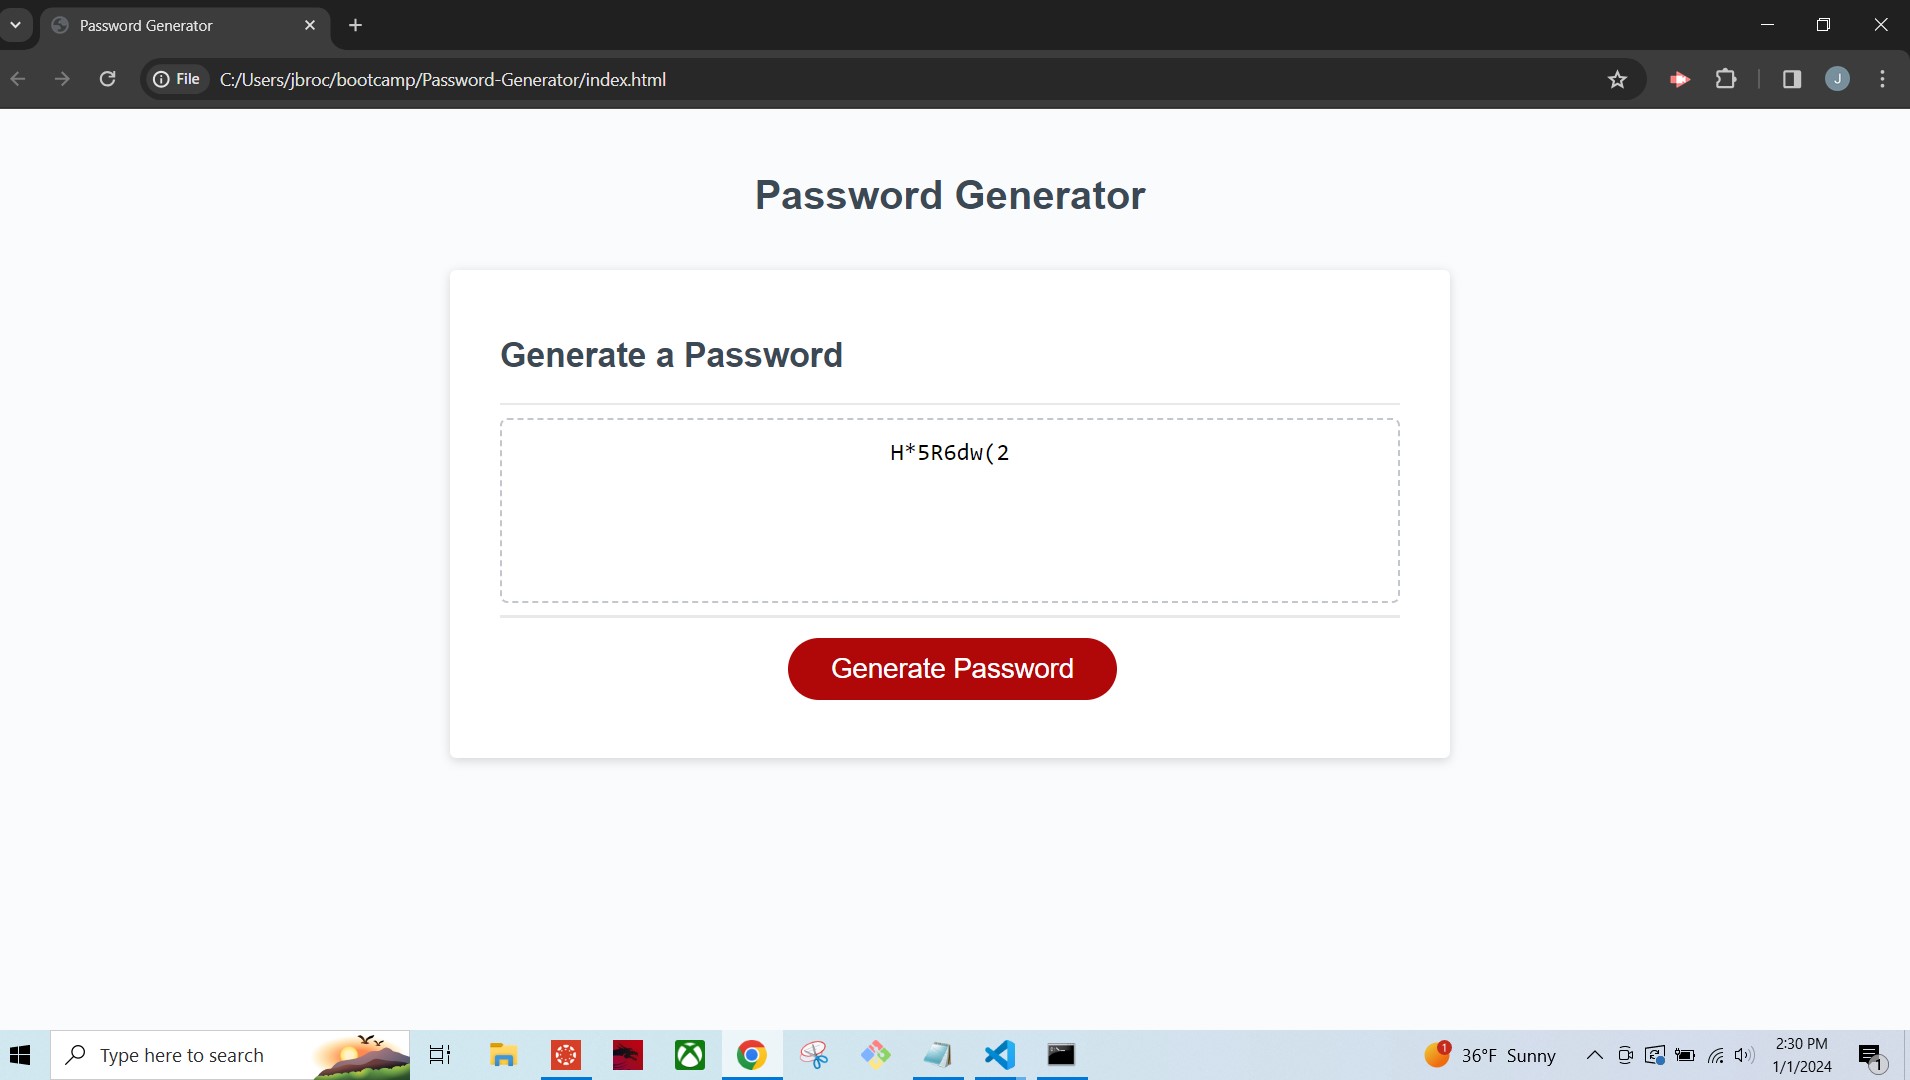 Password Generator
File
C:/Users/jbroc/bootcamp/Password-Generator/index.html
J
Password Generator
Generate a Password
H*5R6dw(2
Generate Password
Type here to search
1
36°F Sunny
2:30 PM
1/1/2024
1